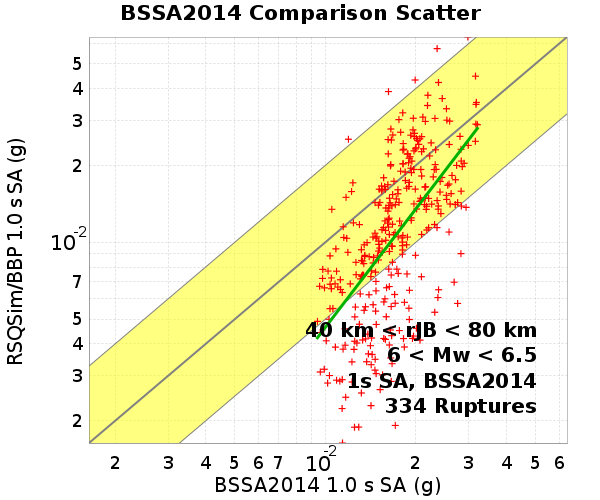 BSSA2014 Comparison Scatter
RSQSim/BBP 1.0 s SA (g)
5
4
3
2
10-2
7
5
4
3
2
40 km < rJB < 80 km
6 < Mw < 6.5
1s SA, BSSA2014
334 Ruptures
2 3 4 5 6 7 10-2 2 3 4 5 6
BSSA2014 1.0 s SA (g)